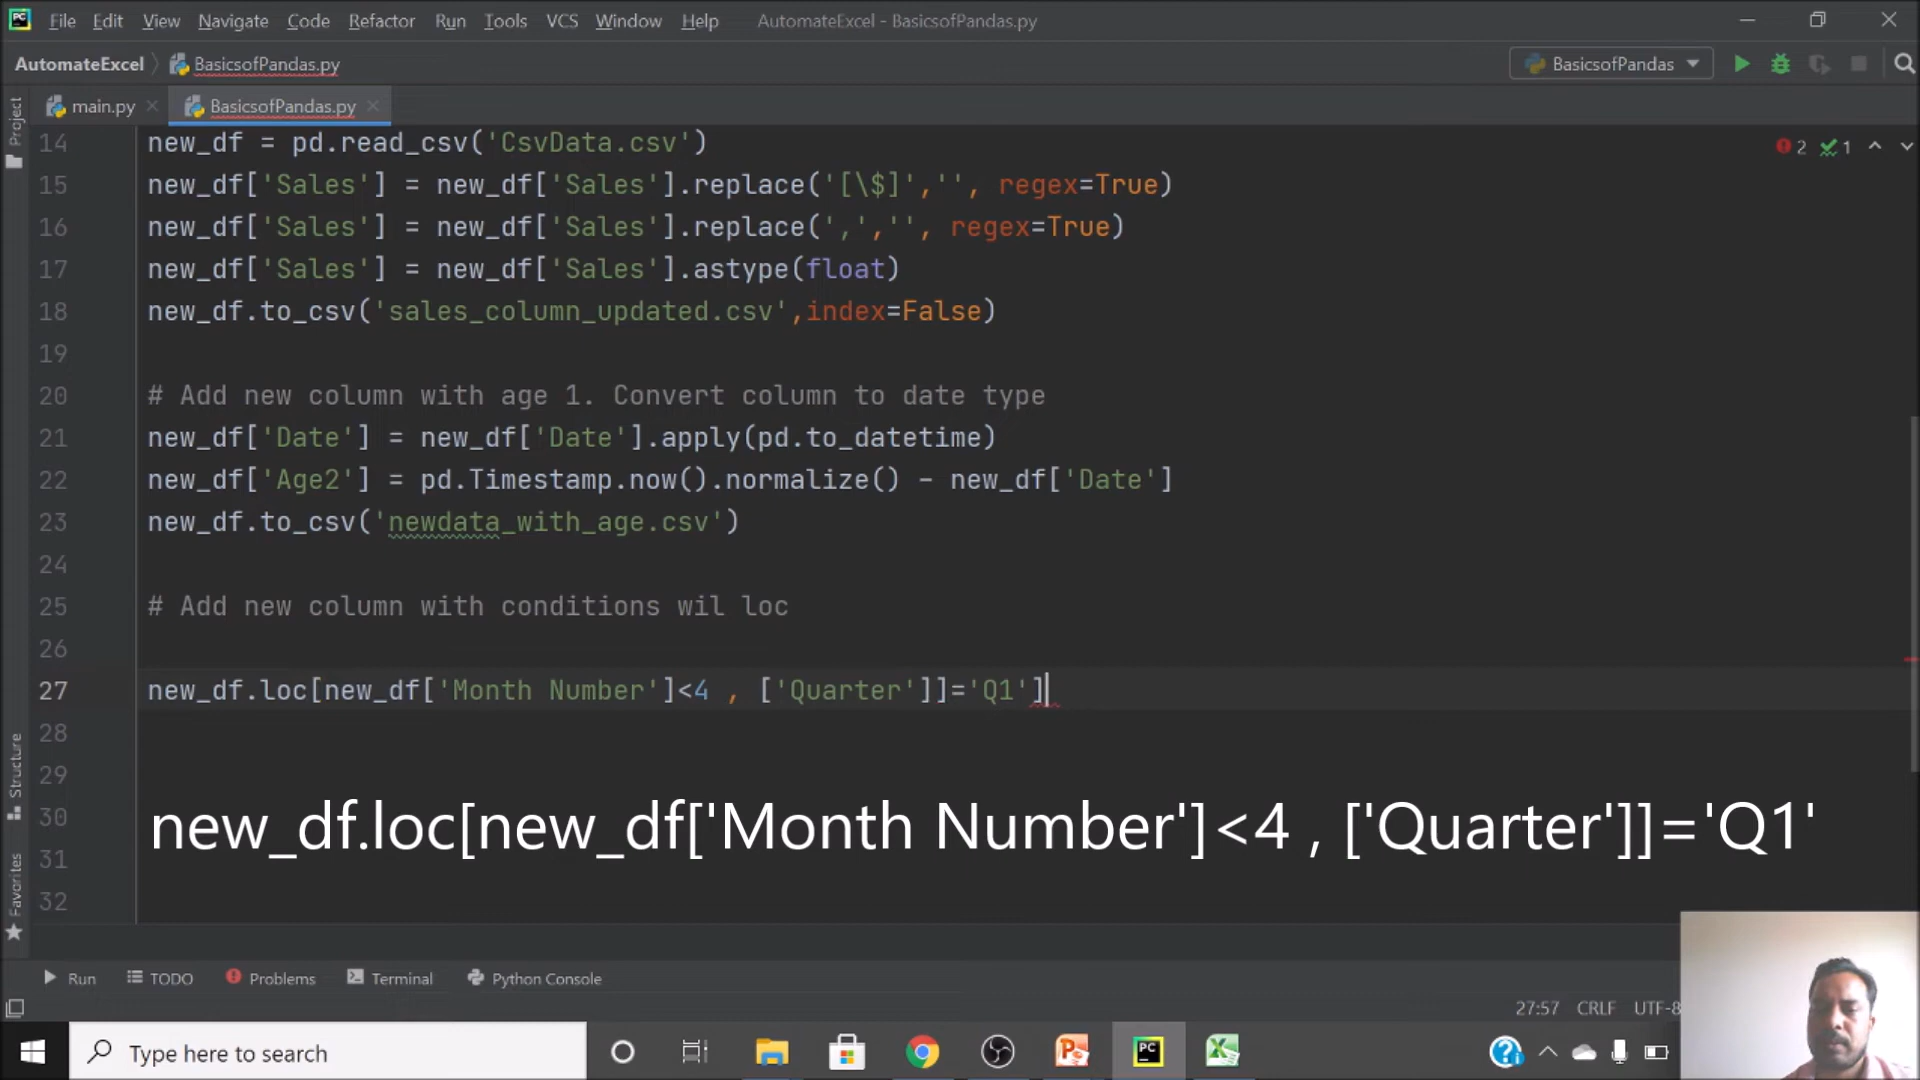 File Edit View Navigate Code Refactor Run Tools VCS Window Help AutomateExcel - BasicsofPandas.py
AutomateExcel BasicsofPandas.py BasicsofPandas
main.py BasicsofPandas.py
Project
14 new_df = pd.read_csv('CsvData.csv') 2 1
15 new_df['Sales'] = new_df['Sales'].replace('[\$]','', regex=True)
16 new_df['Sales'] = new_df['Sales'].replace(',','', regex=True)
17 new_df['Sales'] = new_df['Sales'].astype(float)
18 new_df.to_csv('sales_column_updated.csv',index=False)
19
20 # Add new column with age 1. Convert column to date type
21 new_df['Date'] = new_df['Date'].apply(pd.to_datetime)
22 new_df['Age2'] = pd.Timestamp.now().normalize() - new_df['Date']
23 new_df.to_csv('newdata_with_age.csv')
24
25 # Add new column with conditions wil loc
26
27 new_df.loc[new_df['Month Number']<4 , ['Quarter']]='Q1']
28
29
30
31
32
new_df.loc[new_df['Month Number']<4 , ['Quarter']]='Q1'
Structure
Favorites
Run TODO Problems Terminal Python Console
27:57 CRLF UTF-8
Type here to search